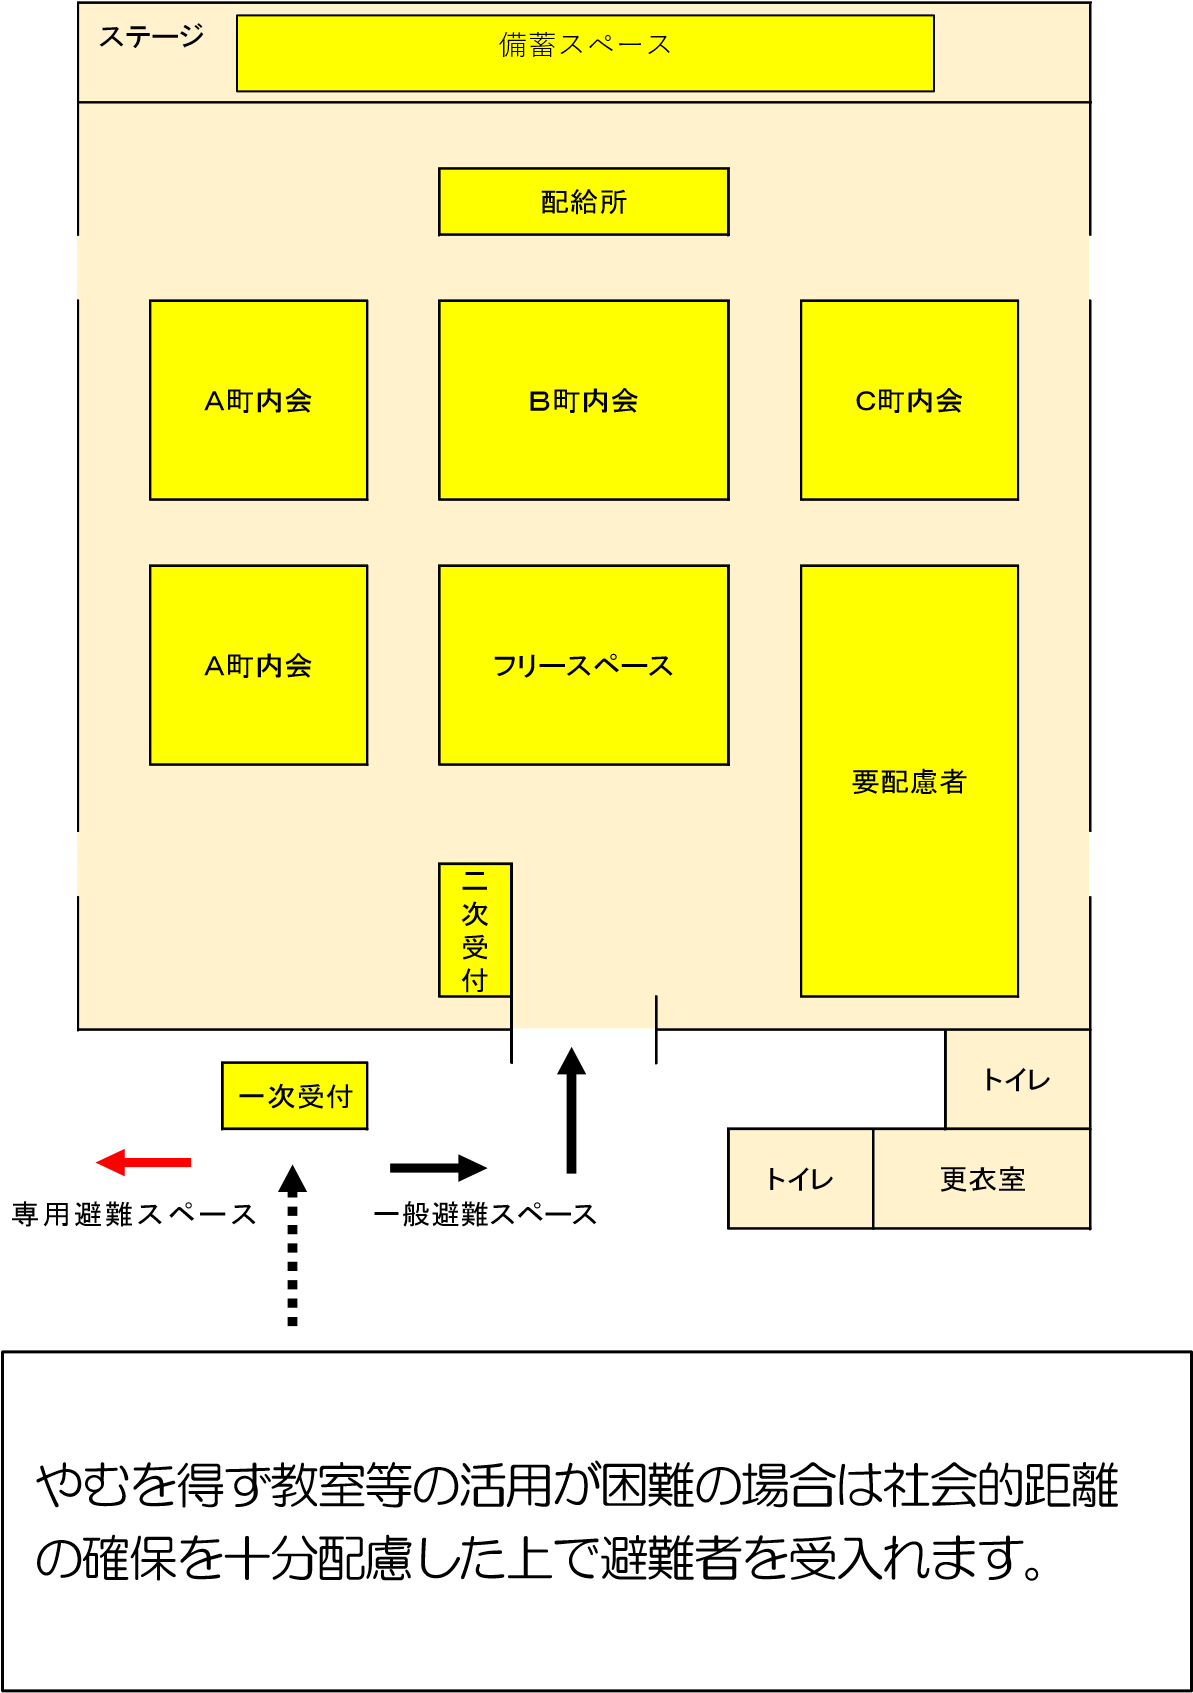 ステージ
備蓄スペース
配給所
A町内会
B町内会
C町内会
A町内会
フリースペース
要配慮者
二次受付
一次受付
トイレ
トイレ
更衣室
専用避難スペース
一般避難スペース
やむを得ず教室等の活用が困難の場合は社会的距離
の確保を十分配慮した上で避難者を受入れます。